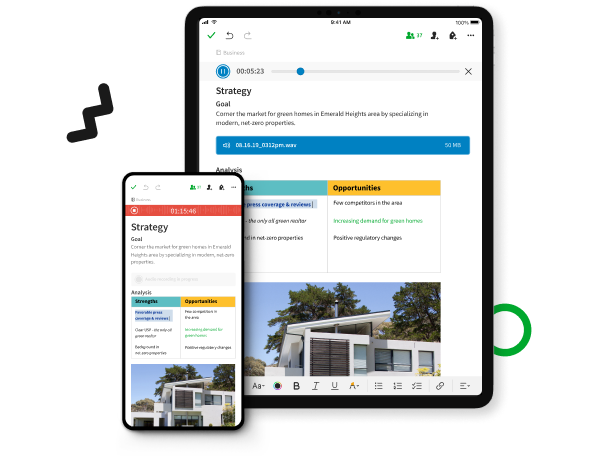 9:41 AM
100%
37
Business
00:05:23
Strategy
Goal
Corner the market for green homes in Emerald Heights area by specializing in
modern, net-zero properties.
08.16.19_0312pm.wav
50 MB
Analysis
Opportunities
press coverage & reviews
Few competitors in the area
- the only all green realtor
Increasing demand for green homes
in net-zero properties
Positive regulatory changes
Aa
B
I
U
A
37
Business
01:15:46
Strategy
Goal
Corner the market for green homes in Emerald
Heights area by specializing in modern, net-zero
properties.
Analysis
Strengths
Opportunities
Favorable press
coverage & reviews
Few competition in
the area
Clear USP - the only all
green realtor
Increasing demand for
green homes
Background in
net-zero properties
Positive regulatory changes